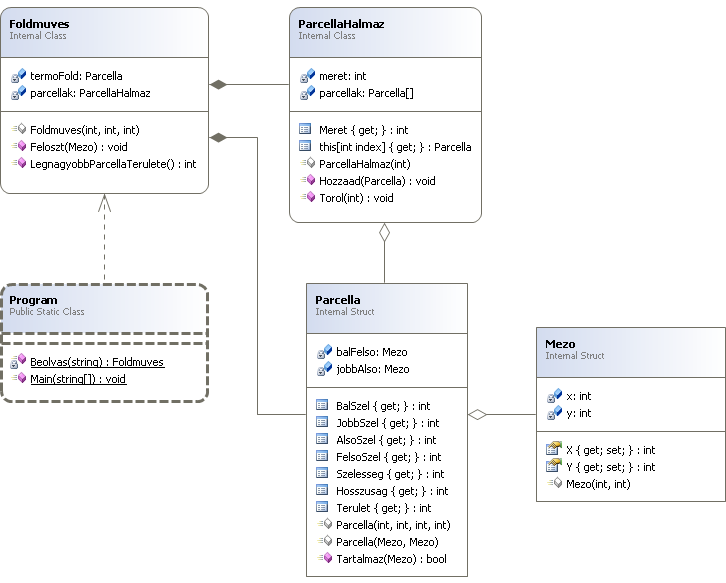 Foldmuves
Internal Class
termoFold: Parcella
parcellak: ParcellaHalmaz
Foldmuves(int, int, int)
Feloszt(Mezo) : void
LegnagyobbParcellaTerulete() : int
ParcellaHalmaz
Internal Class
meret: int
parcellak: Parcella[]
Meret { get; } : int
this[int index] { get; } : Parcella
ParcellaHalmaz(int)
Hozzaad(Parcella) : void
Torol(int) : void
Program
Public Static Class
Beolvas(string) : Foldmuves
Main(string[]) : void
Parcella
Internal Struct
balFelso: Mezo
jobbAlso: Mezo
BalSzel { get; } : int
JobbSzel { get; } : int
AlsoSzel { get; } : int
FelsoSzel { get; } : int
Szelesseg { get; } : int
Hosszusag { get; } : int
Terulet { get; } : int
Parcella(int, int, int, int)
Parcella(Mezo, Mezo)
Tartalmaz(Mezo) : bool
Mezo
Internal Struct
x: int
y: int
X { get; set; } : int
Y { get; set; } : int
Mezo(int, int)